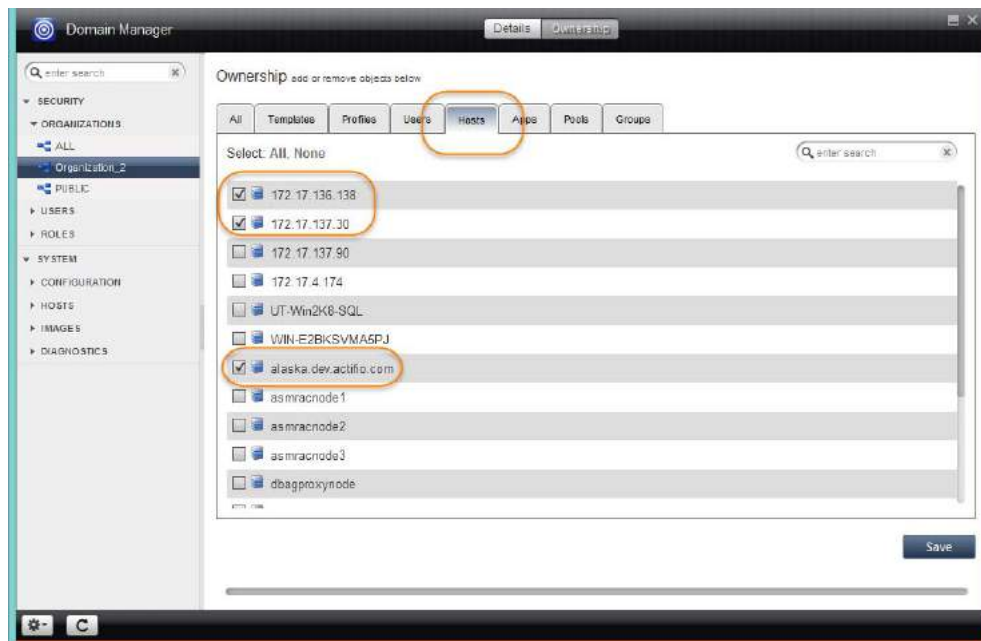 Domain Manager
Details Ownership
enter search
SECURITY
ORGANIZATIONS
ALL
Organization_2
PUBLIC
USERS
ROLES
SYSTEM
CONFIGURATION
HOSTS
IMAGES
DIAGNOSTICS
Ownership add or remove objects below
All Templates Profiles Users Hosts Apps Pools Groups
Select: All, None
enter search
172.17.136.138
172.17.137.30
172.17.137.90
172.17.4.174
UT-Win2K8-SQL
WIN-E2BKSVMA5PJ
alaska.dev.actifio.com
asmracnode1
asmracnode2
asmracnode3
dbagproxynode
Save
C